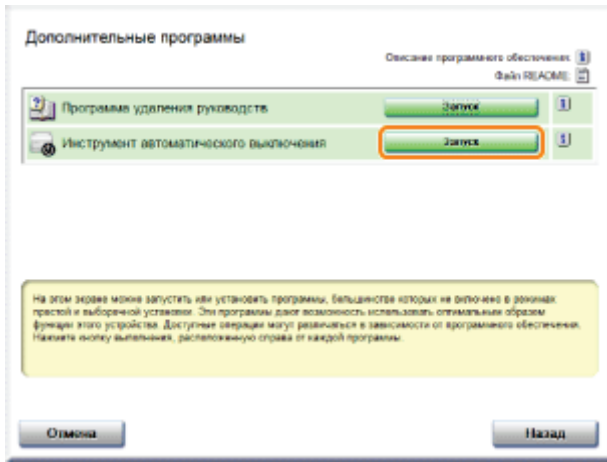 Дополнительные программы
Описание программного обеспечения:
Файл README:
Программа удаления руководств
Запуск
Инструмент автоматического выключения
Запуск
На этом экране можно запустить или установить программы, большинство которых не включено в режимах
простой и выборочной установки. Эти программы дают возможность использовать оптимальным образом
функции этого устройства. Доступные операции могут различаться в зависимости от программного обеспечения.
Нажмите кнопку выполнения, расположенную справа от каждой программы.
Отмена
Назад